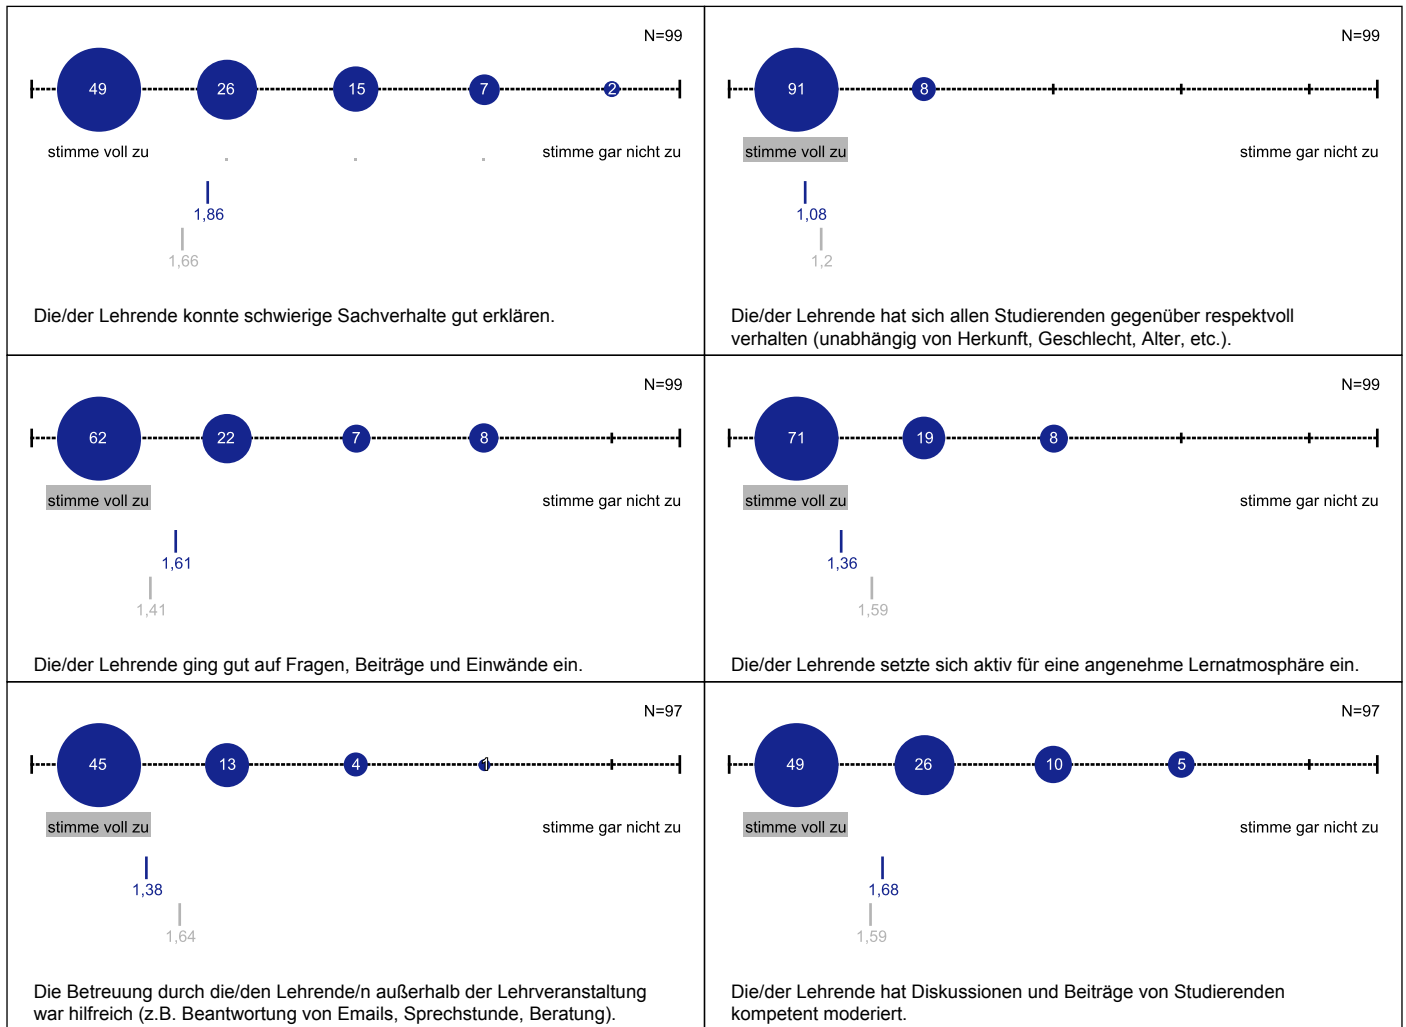 N=99
49 26 15 7 2
stimme voll zu stimme gar nicht zu
1,86
1,66
Die/der Lehrende konnte schwierige Sachverhalte gut erklären.
N=99
91 8
stimme voll zu stimme gar nicht zu
1,08
1,2
Die/der Lehrende hat sich allen Studierenden gegenüber respektvoll
verhalten (unabhängig von Herkunft, Geschlecht, Alter, etc.).
N=99
62 22 7 8
stimme voll zu stimme gar nicht zu
1,61
1,41
Die/der Lehrende ging gut auf Fragen, Beiträge und Einwände ein.
N=99
71 19 8
stimme voll zu stimme gar nicht zu
1,36
1,59
Die/der Lehrende setzte sich aktiv für eine angenehme Lernatmosphäre ein.
N=97
45 13 4 1
stimme voll zu stimme gar nicht zu
1,38
1,64
Die Betreuung durch die/den Lehrende/n außerhalb der Lehrveranstaltung
war hilfreich (z.B. Beantwortung von Emails, Sprechstunde, Beratung).
N=97
49 26 10 5
stimme voll zu stimme gar nicht zu
1,68
1,59
Die/der Lehrende hat Diskussionen und Beiträge von Studierenden
kompetent moderiert.